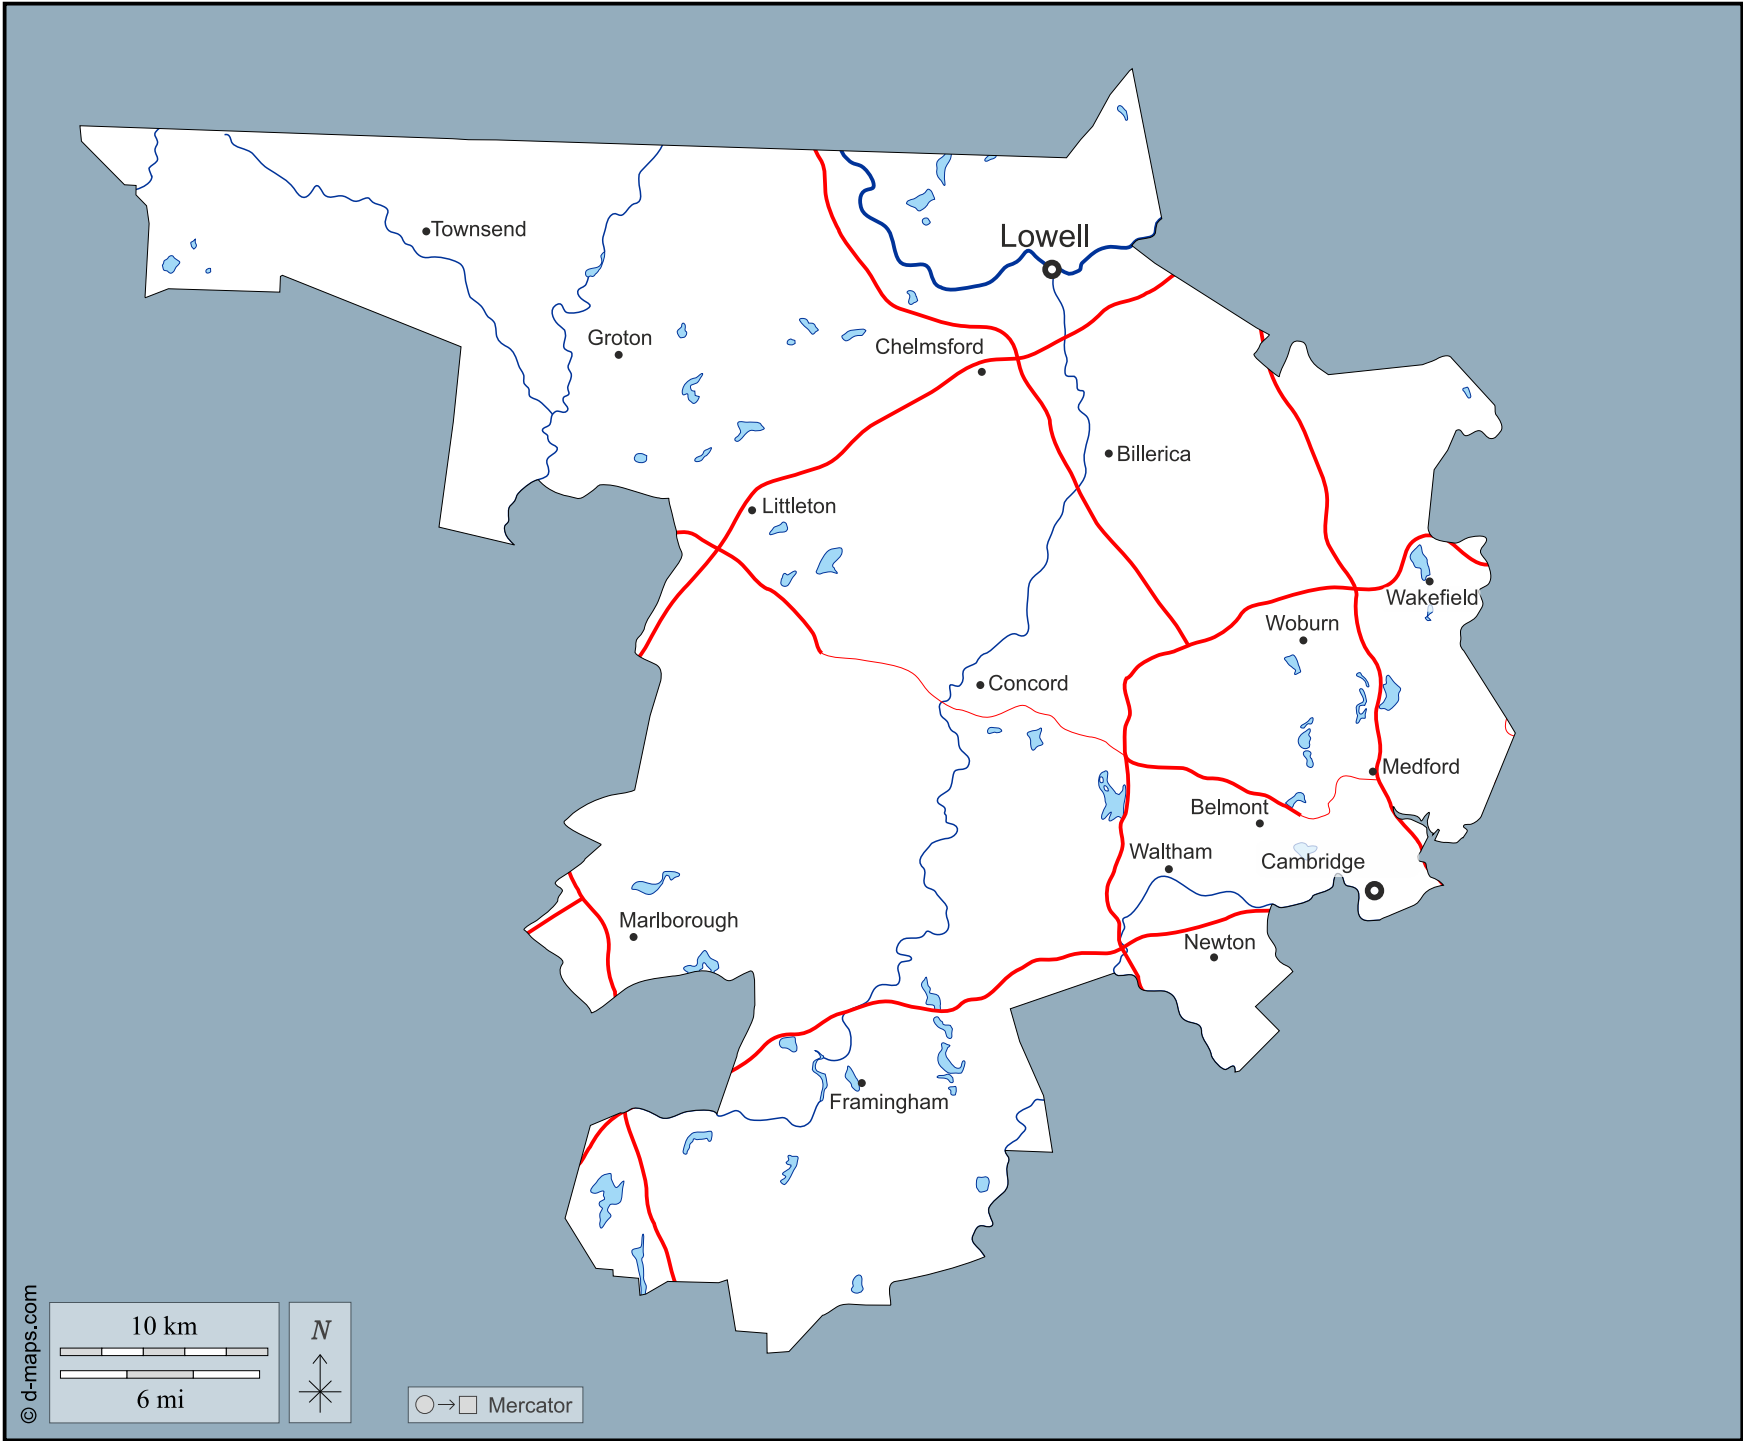 Townsend
Lowell
Groton
Chelmsford
Billerica
Littleton
Wakefield
Woburn
Concord
Medford
Belmont
Waltham
Cambridge
Marlborough
Newton
Framingham
© d-maps.com
10 km
6 mi
N
Mercator